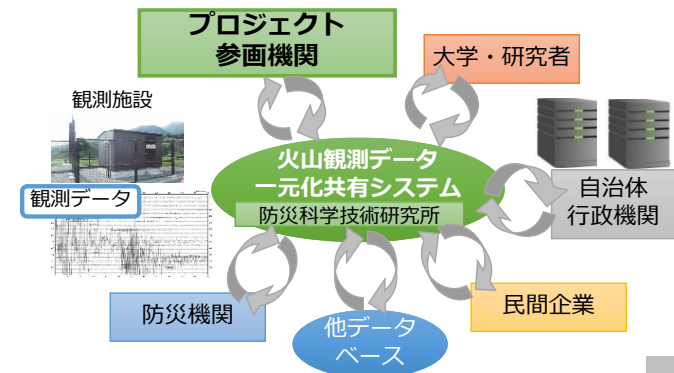 プロジェクト
参画機関
大学・研究者
観測施設
火山観測データ
一元化共有システム
防災科学技術研究所
観測データ
自治体
行政機関
防災機関
他データ
ベース
民間企業